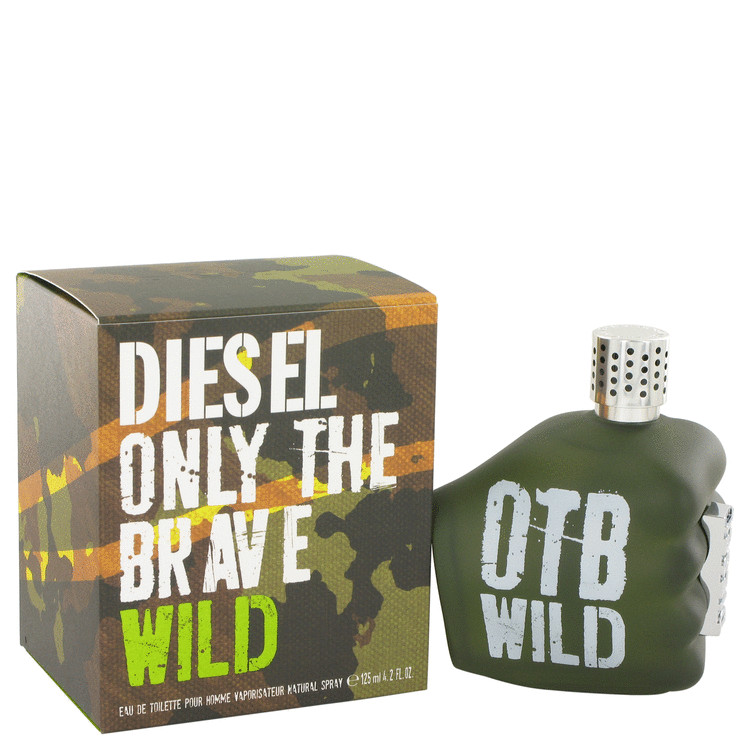 DIESEL
ONLY THE
BRAVE
WILD
EAU DE TOILETTE POUR HOMME VAPORISATEUR NATURAL SPRAY ℮ 125 ml 4.2 FL.OZ.
OTB
WILD